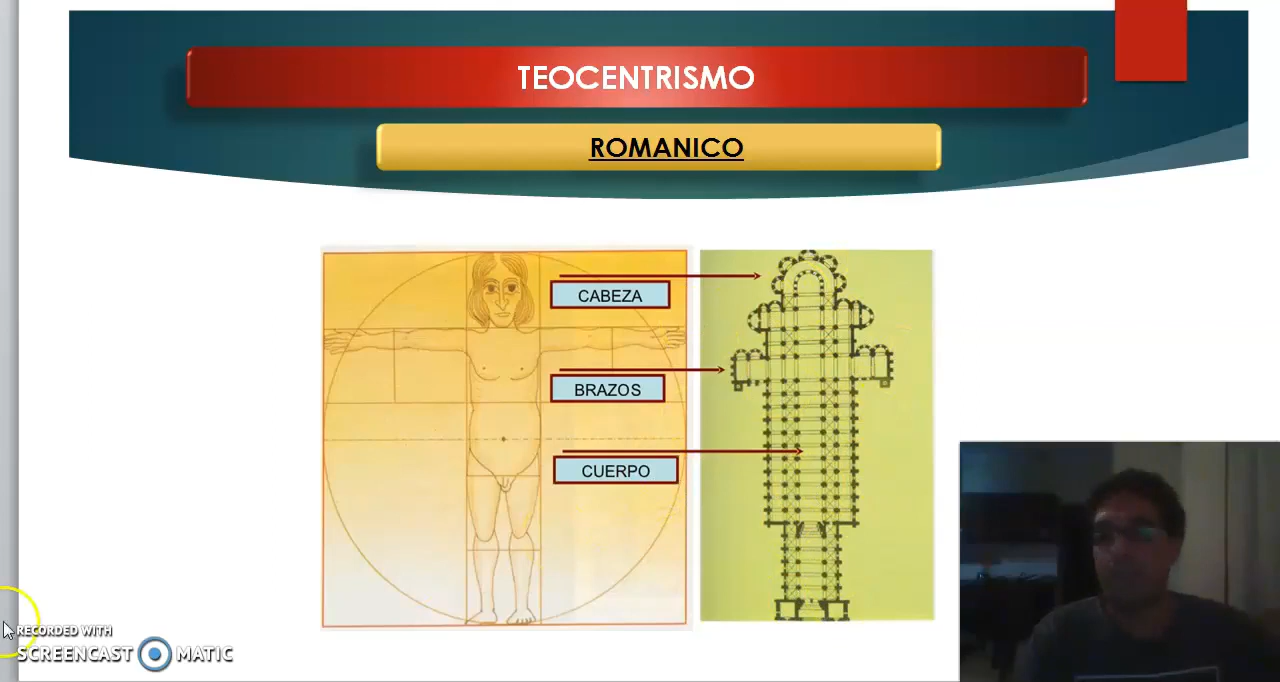 TEOCENTRISMO
ROMANICO
CABEZA
BRAZOS
CUERPO
RECORDED WITH
SCREENCAST MATIC